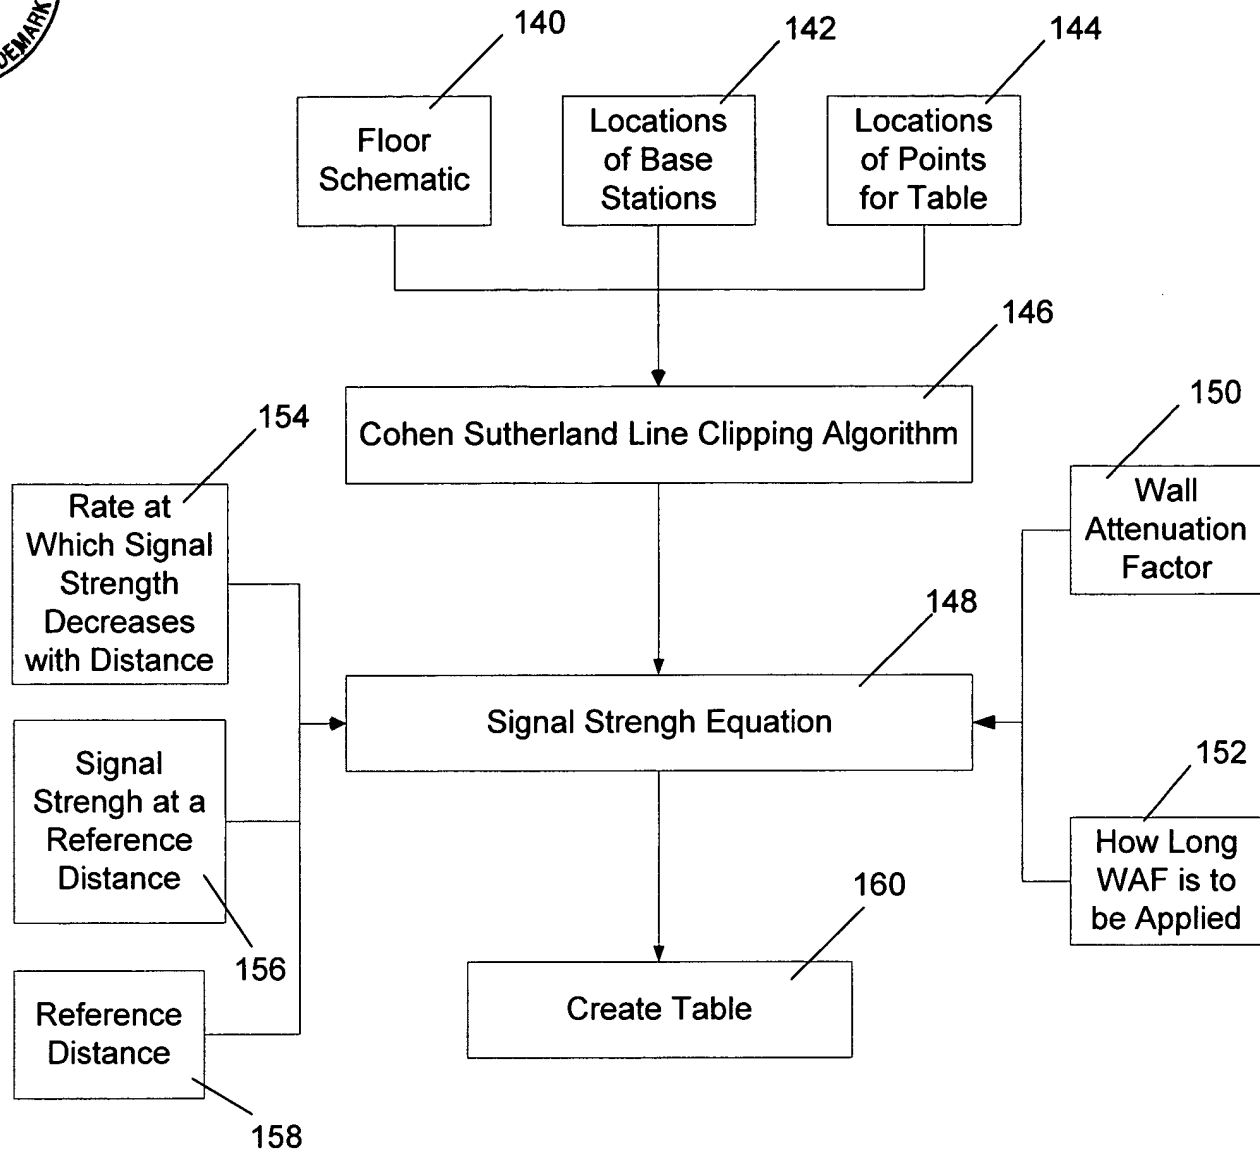 DEMARK
140
142
144
Floor
Schematic
Locations
of Base
Stations
Locations
of Points
for Table
146
Cohen Sutherland Line Clipping Algorithm
154
150
Rate at
Which Signal
Strength
Decreases
with Distance
Wall
Attenuation
Factor
148
Signal Strengh Equation
Signal
Strengh at a
Reference
Distance
156
152
How Long
WAF is to
be Applied
160
Create Table
Reference
Distance
158